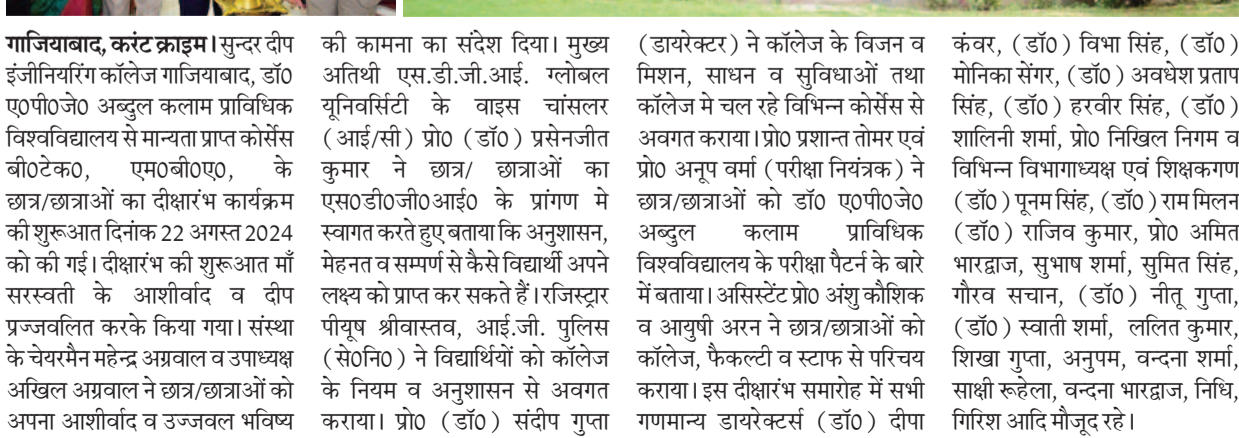 गाजियाबाद, करंट क्राइम। सुन्दर दीप
इंजीनियरिंग कॉलेज गाजियाबाद, डॉ0
ए0पी0जे0 अब्दुल कलाम प्राविधिक
विश्वविद्यालय से मान्यता प्राप्त कोर्सेस
बी0टेक0, एम0बी0ए0, के
छात्र/छात्राओं का दीक्षारंभ कार्यक्रम
की शुरूआत दिनांक 22 अगस्त 2024
को की गई। दीक्षारंभ की शुरूआत माँ
सरस्वती के आशीर्वाद व दीप
प्रज्जवलित करके किया गया। संस्था
के चेयरमैन महेन्द्र अग्रवाल व उपाध्यक्ष
अखिल अग्रवाल ने छात्र/छात्राओं को
अपना आशीर्वाद व उज्जवल भविष्य
की कामना का संदेश दिया। मुख्य
अतिथी एस.डी.जी.आई. ग्लोबल
यूनिवर्सिटी के वाइस चांसलर
(आई/सी) प्रो0 (डॉ0) प्रसेनजीत
कुमार ने छात्र/ छात्राओं का
एस0डी0जी0आई0 के प्रांगण मे
स्वागत करते हुए बताया कि अनुशासन,
मेहनत व सम्पर्ण से कैसे विद्यार्थी अपने
लक्ष्य को प्राप्त कर सकते हैं। रजिस्ट्रार
पीयूष श्रीवास्तव, आई.जी. पुलिस
(से0नि0) ने विद्यार्थियों को कॉलेज
के नियम व अनुशासन से अवगत
कराया। प्रो0 (डॉ0) संदीप गुप्ता
(डायरेक्टर) ने कॉलेज के विजन व
मिशन, साधन व सुविधाओं तथा
कॉलेज मे चल रहे विभिन्न कोर्सेस से
अवगत कराया। प्रो0 प्रशान्त तोमर एवं
प्रो0 अनूप वर्मा (परीक्षा नियंत्रक) ने
छात्र/छात्राओं को डॉ0 ए0पी0जे0
अब्दुल कलाम प्राविधिक
विश्वविद्यालय के परीक्षा पैटर्न के बारे
में बताया। असिस्टेंट प्रो0 अंशु कौशिक
व आयुषी अरन ने छात्र/छात्राओं को
कॉलेज, फैकल्टी व स्टाफ से परिचय
कराया। इस दीक्षारंभ समारोह में सभी
गणमान्य डायरेक्टर्स (डॉ0) दीपा
कंवर, (डॉ0) विभा सिंह, (डॉ0)
मोनिका सेंगर, (डॉ0) अवधेश प्रताप
सिंह, (डॉ0) हरवीर सिंह, (डॉ0)
शालिनी शर्मा, प्रो0 निखिल निगम व
विभिन्न विभागाध्यक्ष एवं शिक्षकगण
(डॉ0) पूनम सिंह, (डॉ0) राम मिलन
(डॉ0) राजिव कुमार, प्रो0 अमित
भारद्वाज, सुभाष शर्मा, सुमित सिंह,
गौरव सचान, (डॉ0) नीतू गुप्ता,
(डॉ0) स्वाती शर्मा, ललित कुमार,
शिखा गुप्ता, अनुपम, वन्दना शर्मा,
साक्षी रूहेला, वन्दना भारद्वाज, निधि,
गिरिश आदि मौजूद रहे।